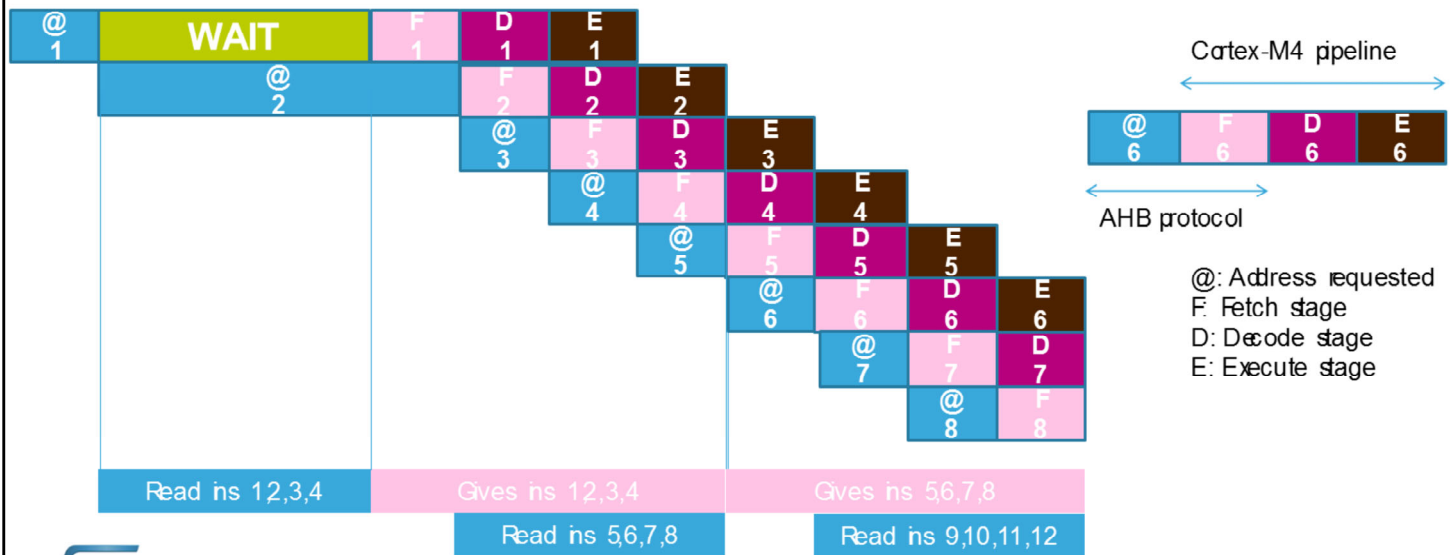 @ 1 WAIT F 1 D 1 E 1
@ 2 F 2 D 2 E 2
@ 3 F 3 D 3 E 3
@ 4 F 4 D 4 E 4
@ 5 F 5 D 5 E 5
@ 6 F 6 D 6 E 6
@ 7 F 7 D 7
@ 8 F 8
Read ins 1,2,3,4 Gives ins 1,2,3,4 Gives ins 5,6,7,8
Read ins 5,6,7,8 Read ins 9,10,11,12
Cortex-M4 pipeline
@ 6 F 6 D 6 E 6
AHB protocol
@: Address requested
F: Fetch stage
D: Decode stage
E: Execute stage